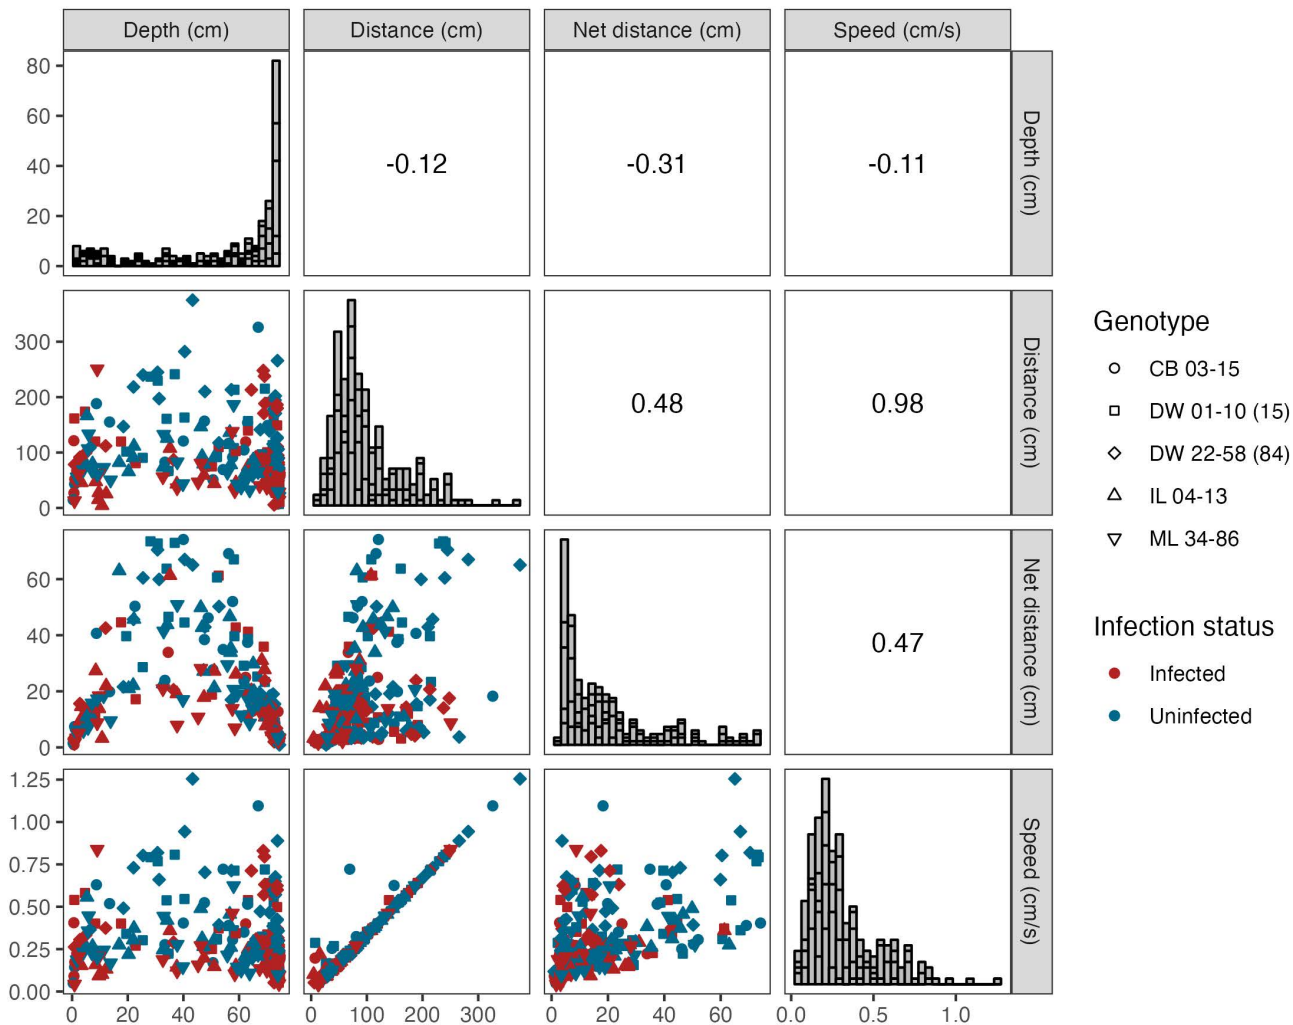 Depth (cm) Distance (cm) Net distance (cm) Speed (cm/s)
80
60
40
20
0
-0.12 -0.31 -0.11
Depth (cm)
300
200
100
0
0.48 0.98
Distance (cm)
60
40
20
0
0.47
Net distance (cm)
1.25
1.00
0.75
0.50
0.25
0.00
Speed (cm/s)
0 20 40 60 0 100 200 300 0 20 40 60 0.0 0.5 1.0
Genotype
CB 03-15
DW 01-10 (15)
DW 22-58 (84)
IL 04-13
ML 34-86
Infection status
Infected
Uninfected